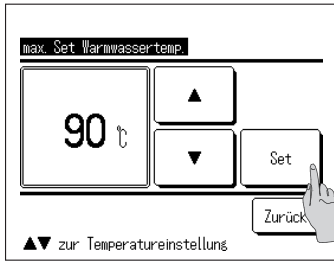 max. Set Warmwassertemp.
90 ℃
▲
▼
Set
Zurück
▲▼ zur Temperatureinstellung